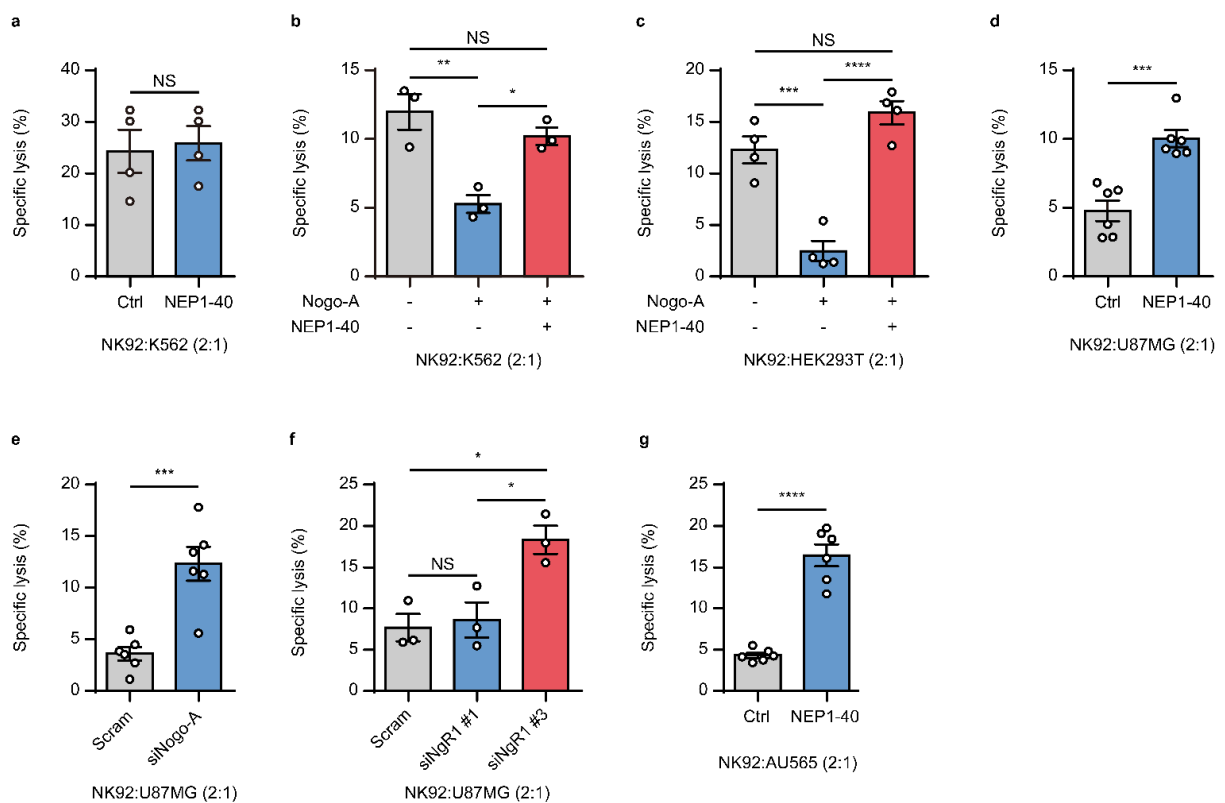 a
Specific lysis (%)
40
30
20
10
0
NS
Ctrl NEP1-40
NK92:K562 (2:1)
b
Specific lysis (%)
15
10
5
0
NS
**
*
Nogo-A - + +
NEP1-40 - - +
NK92:K562 (2:1)
c
Specific lysis (%)
20
15
10
5
0
NS
***
****
Nogo-A - + +
NEP1-40 - - +
NK92:HEK293T (2:1)
d
Specific lysis (%)
15
10
5
0
***
Ctrl NEP1-40
NK92:U87MG (2:1)
e
Specific lysis (%)
20
15
10
5
0
***
Scram
siNogo-A
NK92:U87MG (2:1)
f
Specific lysis (%)
25
20
15
10
5
0
*
*
NS
Scram
siNgR1 #1
siNgR1 #3
NK92:U87MG (2:1)
g
Specific lysis (%)
25
20
15
10
5
0
****
Ctrl NEP1-40
NK92:AU565 (2:1)